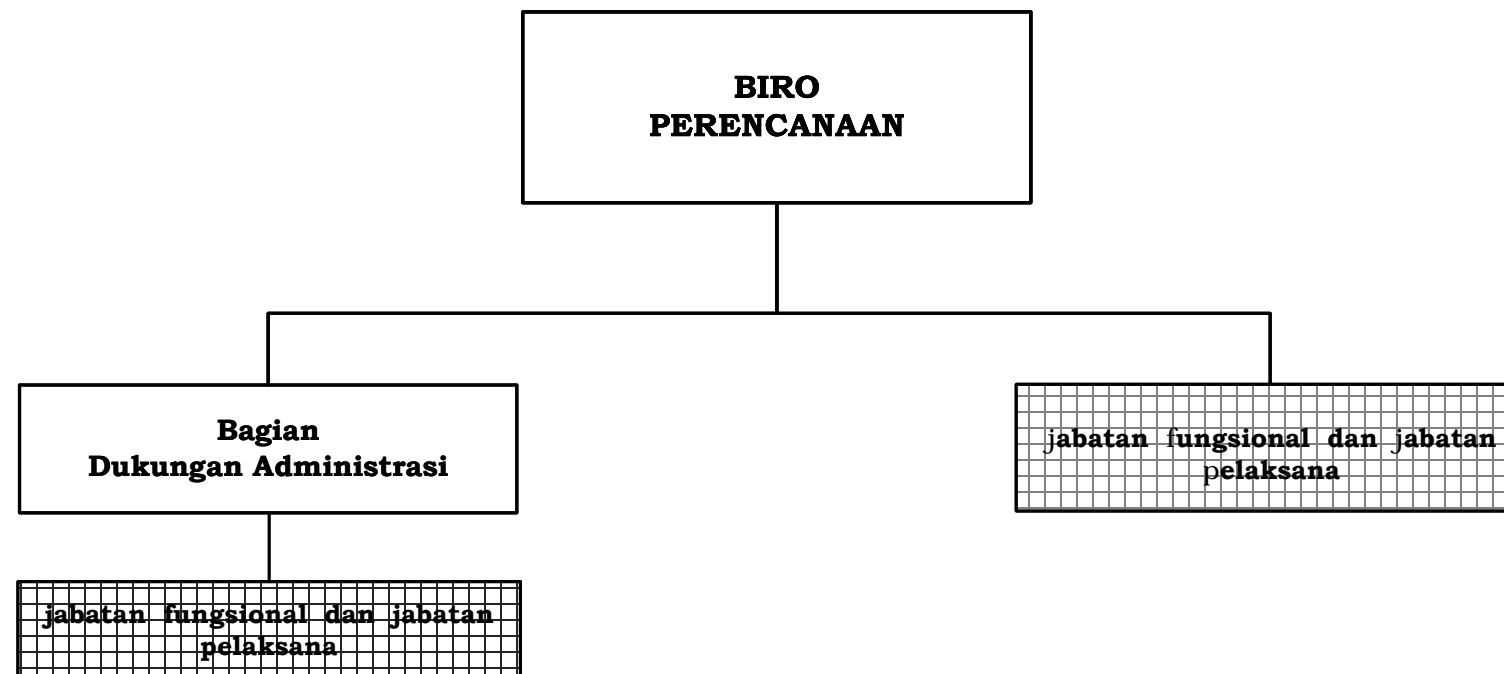 BIRO
PERENCANAAN
Bagian
Dukungan Administrasi
jabatan fungsional dan jabatan
pelaksana
jabatan fungsional dan jabatan
pelaksana